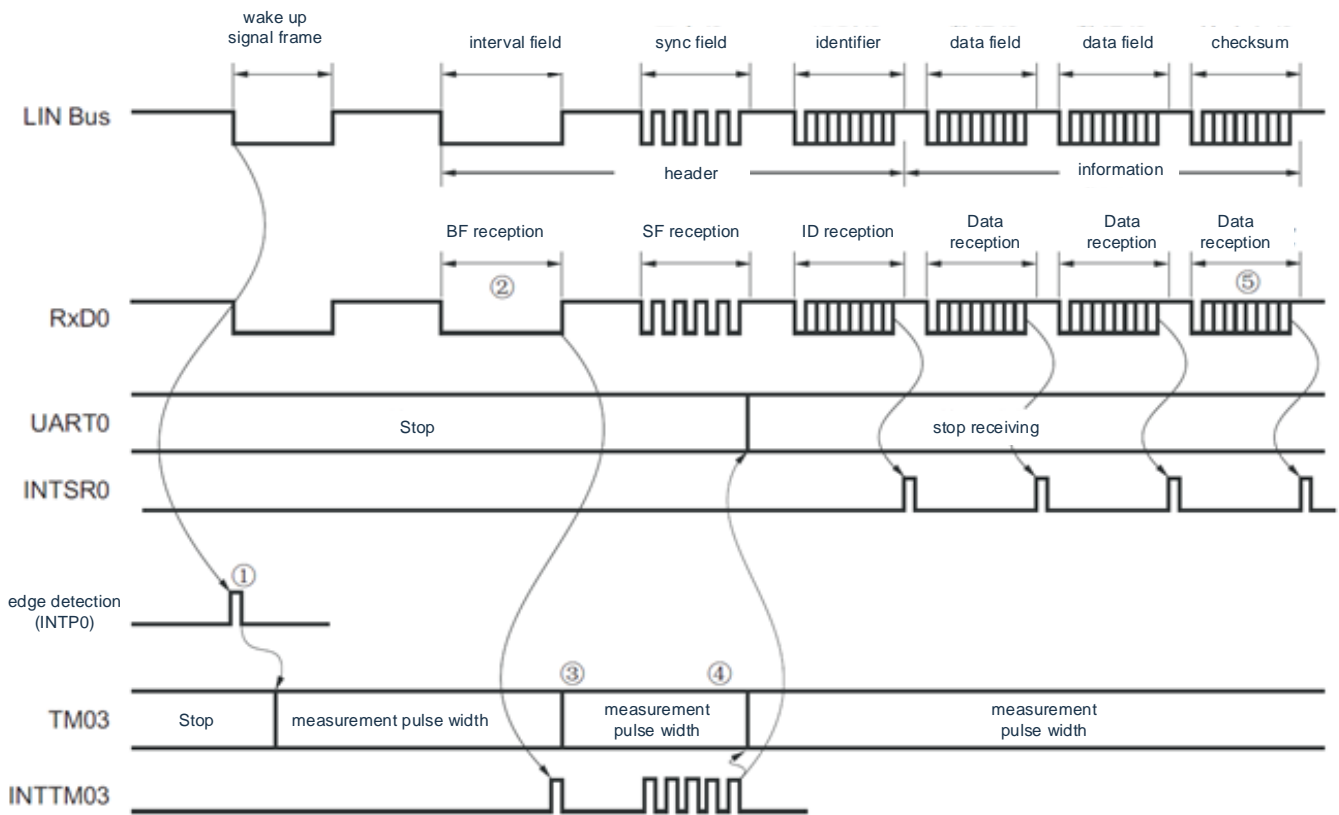 wake up
signal frame
interval field
sync field
identifier
data field
data field
checksum
LIN Bus
header
information
BF reception
SF reception
ID reception
Data
reception
Data
reception
Data
reception
②
⑤
RxD0
UART0
Stop
stop receiving
INTSR0
①
edge detection
(INTP0)
③
④
TM03
Stop
measurement pulse width
measurement
pulse width
measurement
pulse width
INTTM03